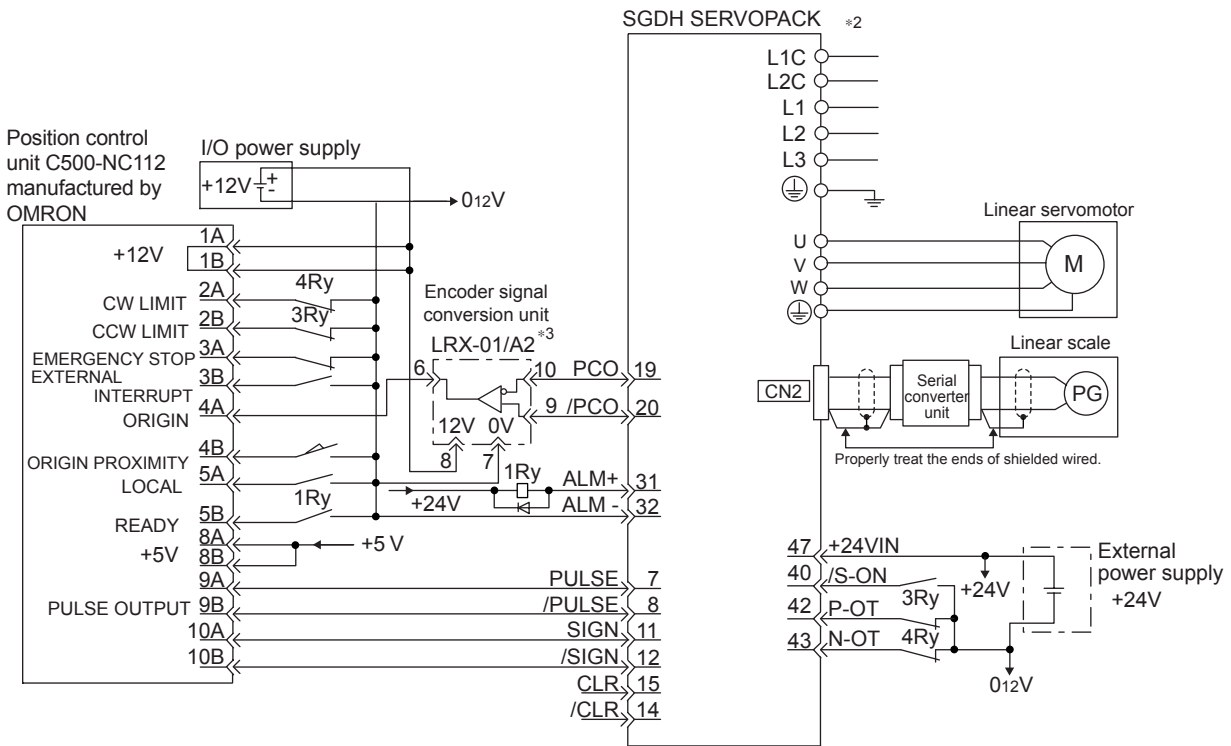 SGDH SERVOPACK *2
L1C
L2C
L1
L2
L3
Position control
unit C500-NC112
manufactured by
OMRON
I/O power supply
+12V
+
-
012V
1A
+12V
1B
2A
4Ry
CW LIMIT
2B
3Ry
CCW LIMIT
3A
EMERGENCY STOP
EXTERNAL
3B
INTERRUPT
4A
ORIGIN
4B
ORIGIN PROXIMITY
5A
LOCAL
1Ry
5B
READY
8A
+5V
8B
+5 V
9A
PULSE OUTPUT
9B
10A
10B
Encoder signal
conversion unit
*3
LRX-01/A2
6
10
9
12V
0V
8
7
1Ry
+24V
PCO
19
/PCO
20
ALM+
31
ALM -
32
PULSE
7
/PULSE
8
SIGN
11
/SIGN
12
CLR
15
/CLR
14
U
V
W
Linear servomotor
M
Linear scale
CN2
Serial
converter
unit
PG
Properly treat the ends of shielded wired.
47
+24VIN
40
/S-ON
3Ry
+24V
42
P-OT
43
N-OT
4Ry
012V
External
power supply
+24V